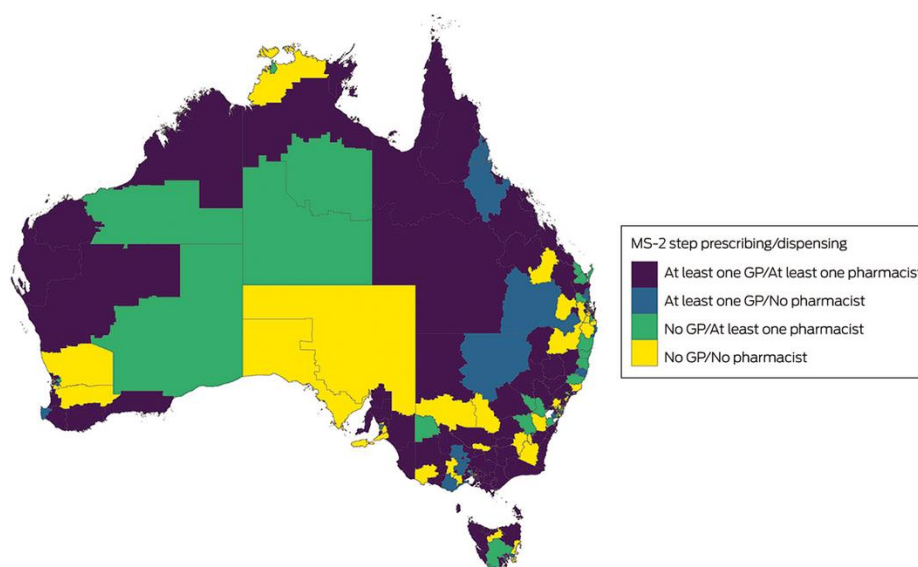 MS-2 step prescribing/dispensing
At least one GP/At least one pharmacist
At least one GP/No pharmacist
No GP/At least one pharmacist
No GP/No pharmacist